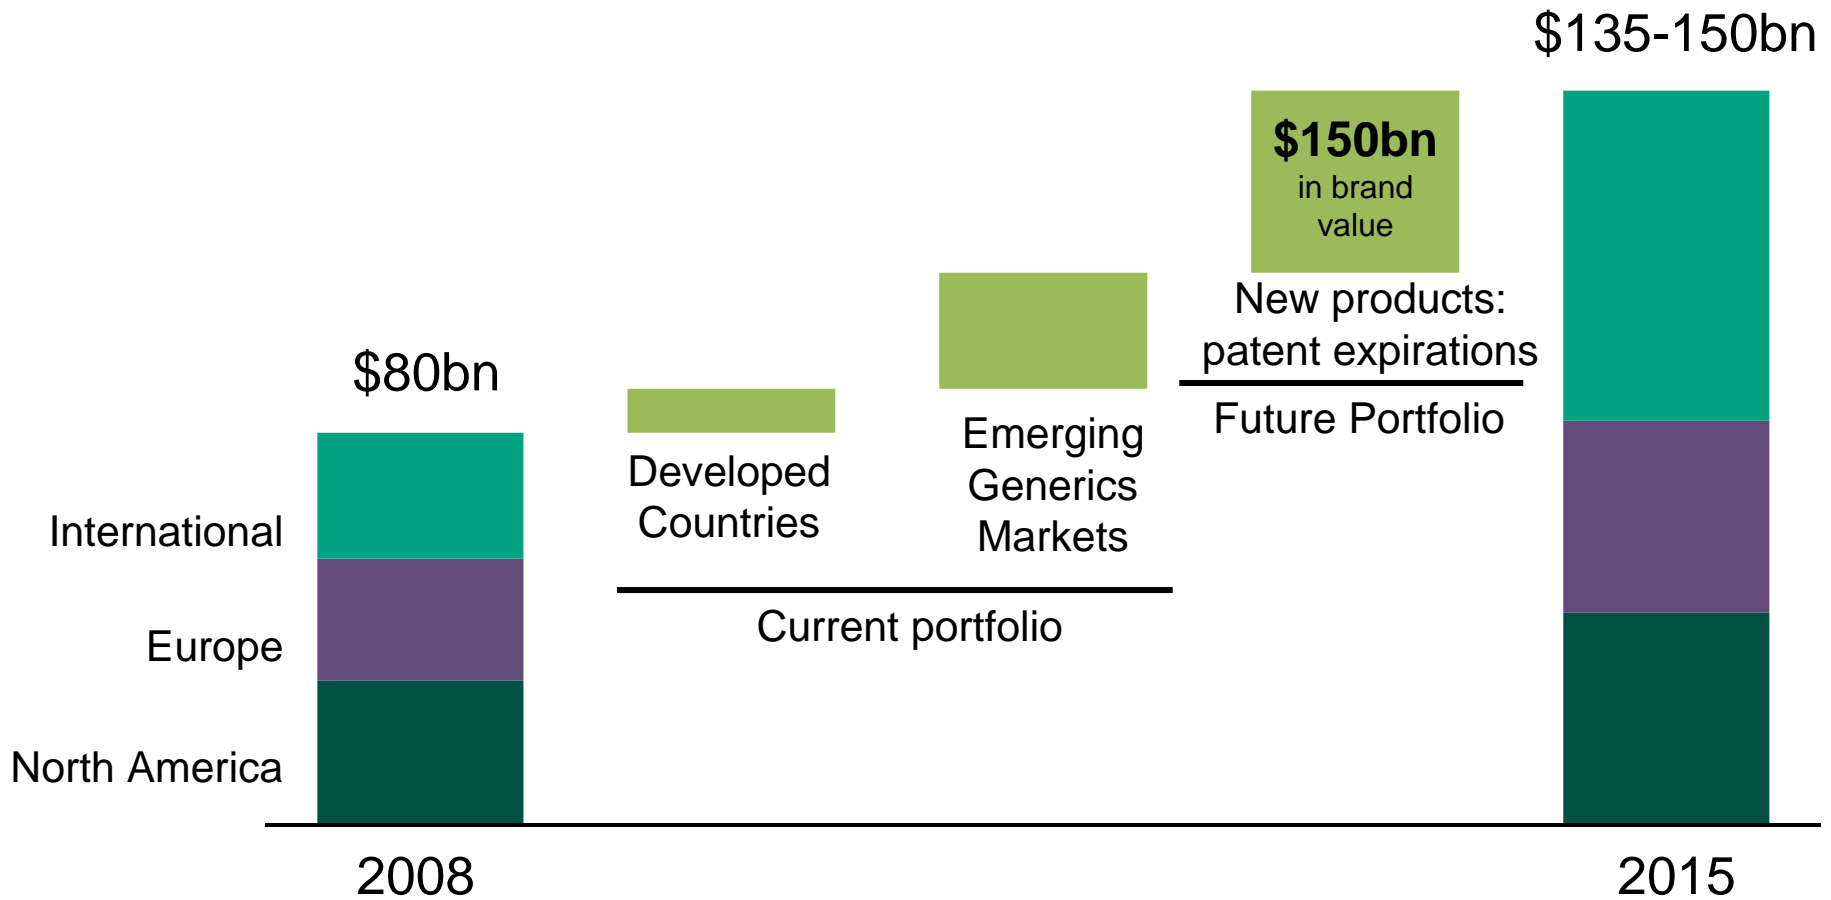 $135-150bn
$150bn
in brand
value
New products:
patent expirations
Future Portfolio
$80bn
Emerging
Generics
Markets
Developed
Countries
Current portfolio
International
Europe
North America
2008
2015